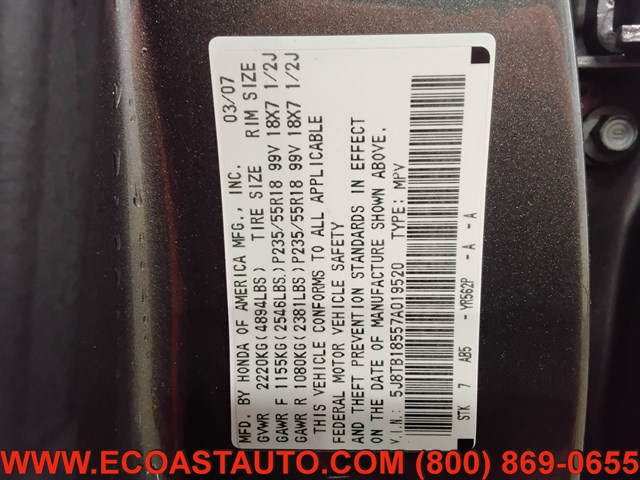 MFD. BY HONDA OF AMERICA MFG., INC. 03/07
TIRE SIZE RIM SIZE
GVWR 2220KG(4894LBS)
GAWR F 1155KG(2546LBS)P235/55R18 99V 18X7 1/2J
GAWR R 1080KG(2381LBS)P235/55R18 99V 18X7 1/2J
THIS VEHICLE CONFORMS TO ALL APPLICABLE
FEDERAL MOTOR VEHICLE SAFETY
AND THEFT PREVENTION STANDARDS IN EFFECT
ON THE DATE OF MANUFACTURE SHOWN ABOVE.
V.I.N.: 5J8TB18557A019520 TYPE: MPV
STK 7 AB5 - YR562P - A - A
WWW.ECOASTAUTO.COM (800) 869-0655